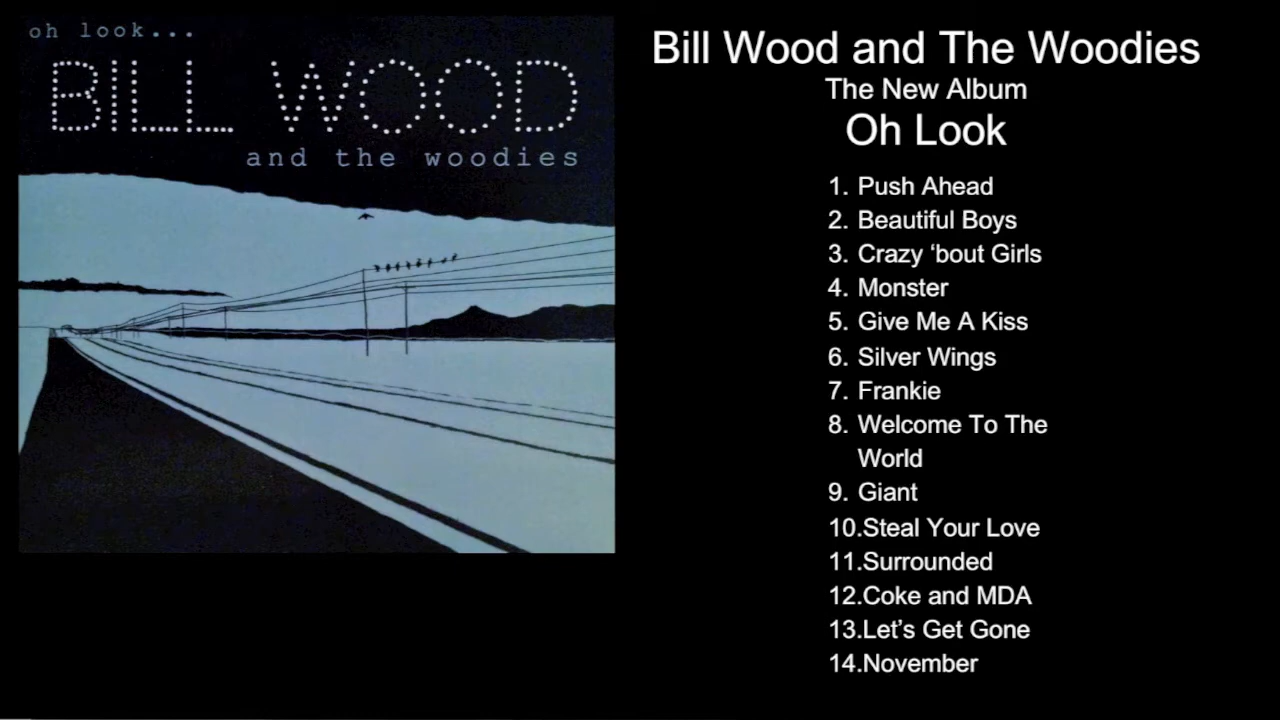 oh look...
BILL WOOD
and the woodies
Bill Wood and The Woodies
The New Album
Oh Look
1. Push Ahead
2. Beautiful Boys
3. Crazy ‘bout Girls
4. Monster
5. Give Me A Kiss
6. Silver Wings
7. Frankie
8. Welcome To The
World
9. Giant
10.Steal Your Love
11.Surrounded
12.Coke and MDA
13.Let’s Get Gone
14.November